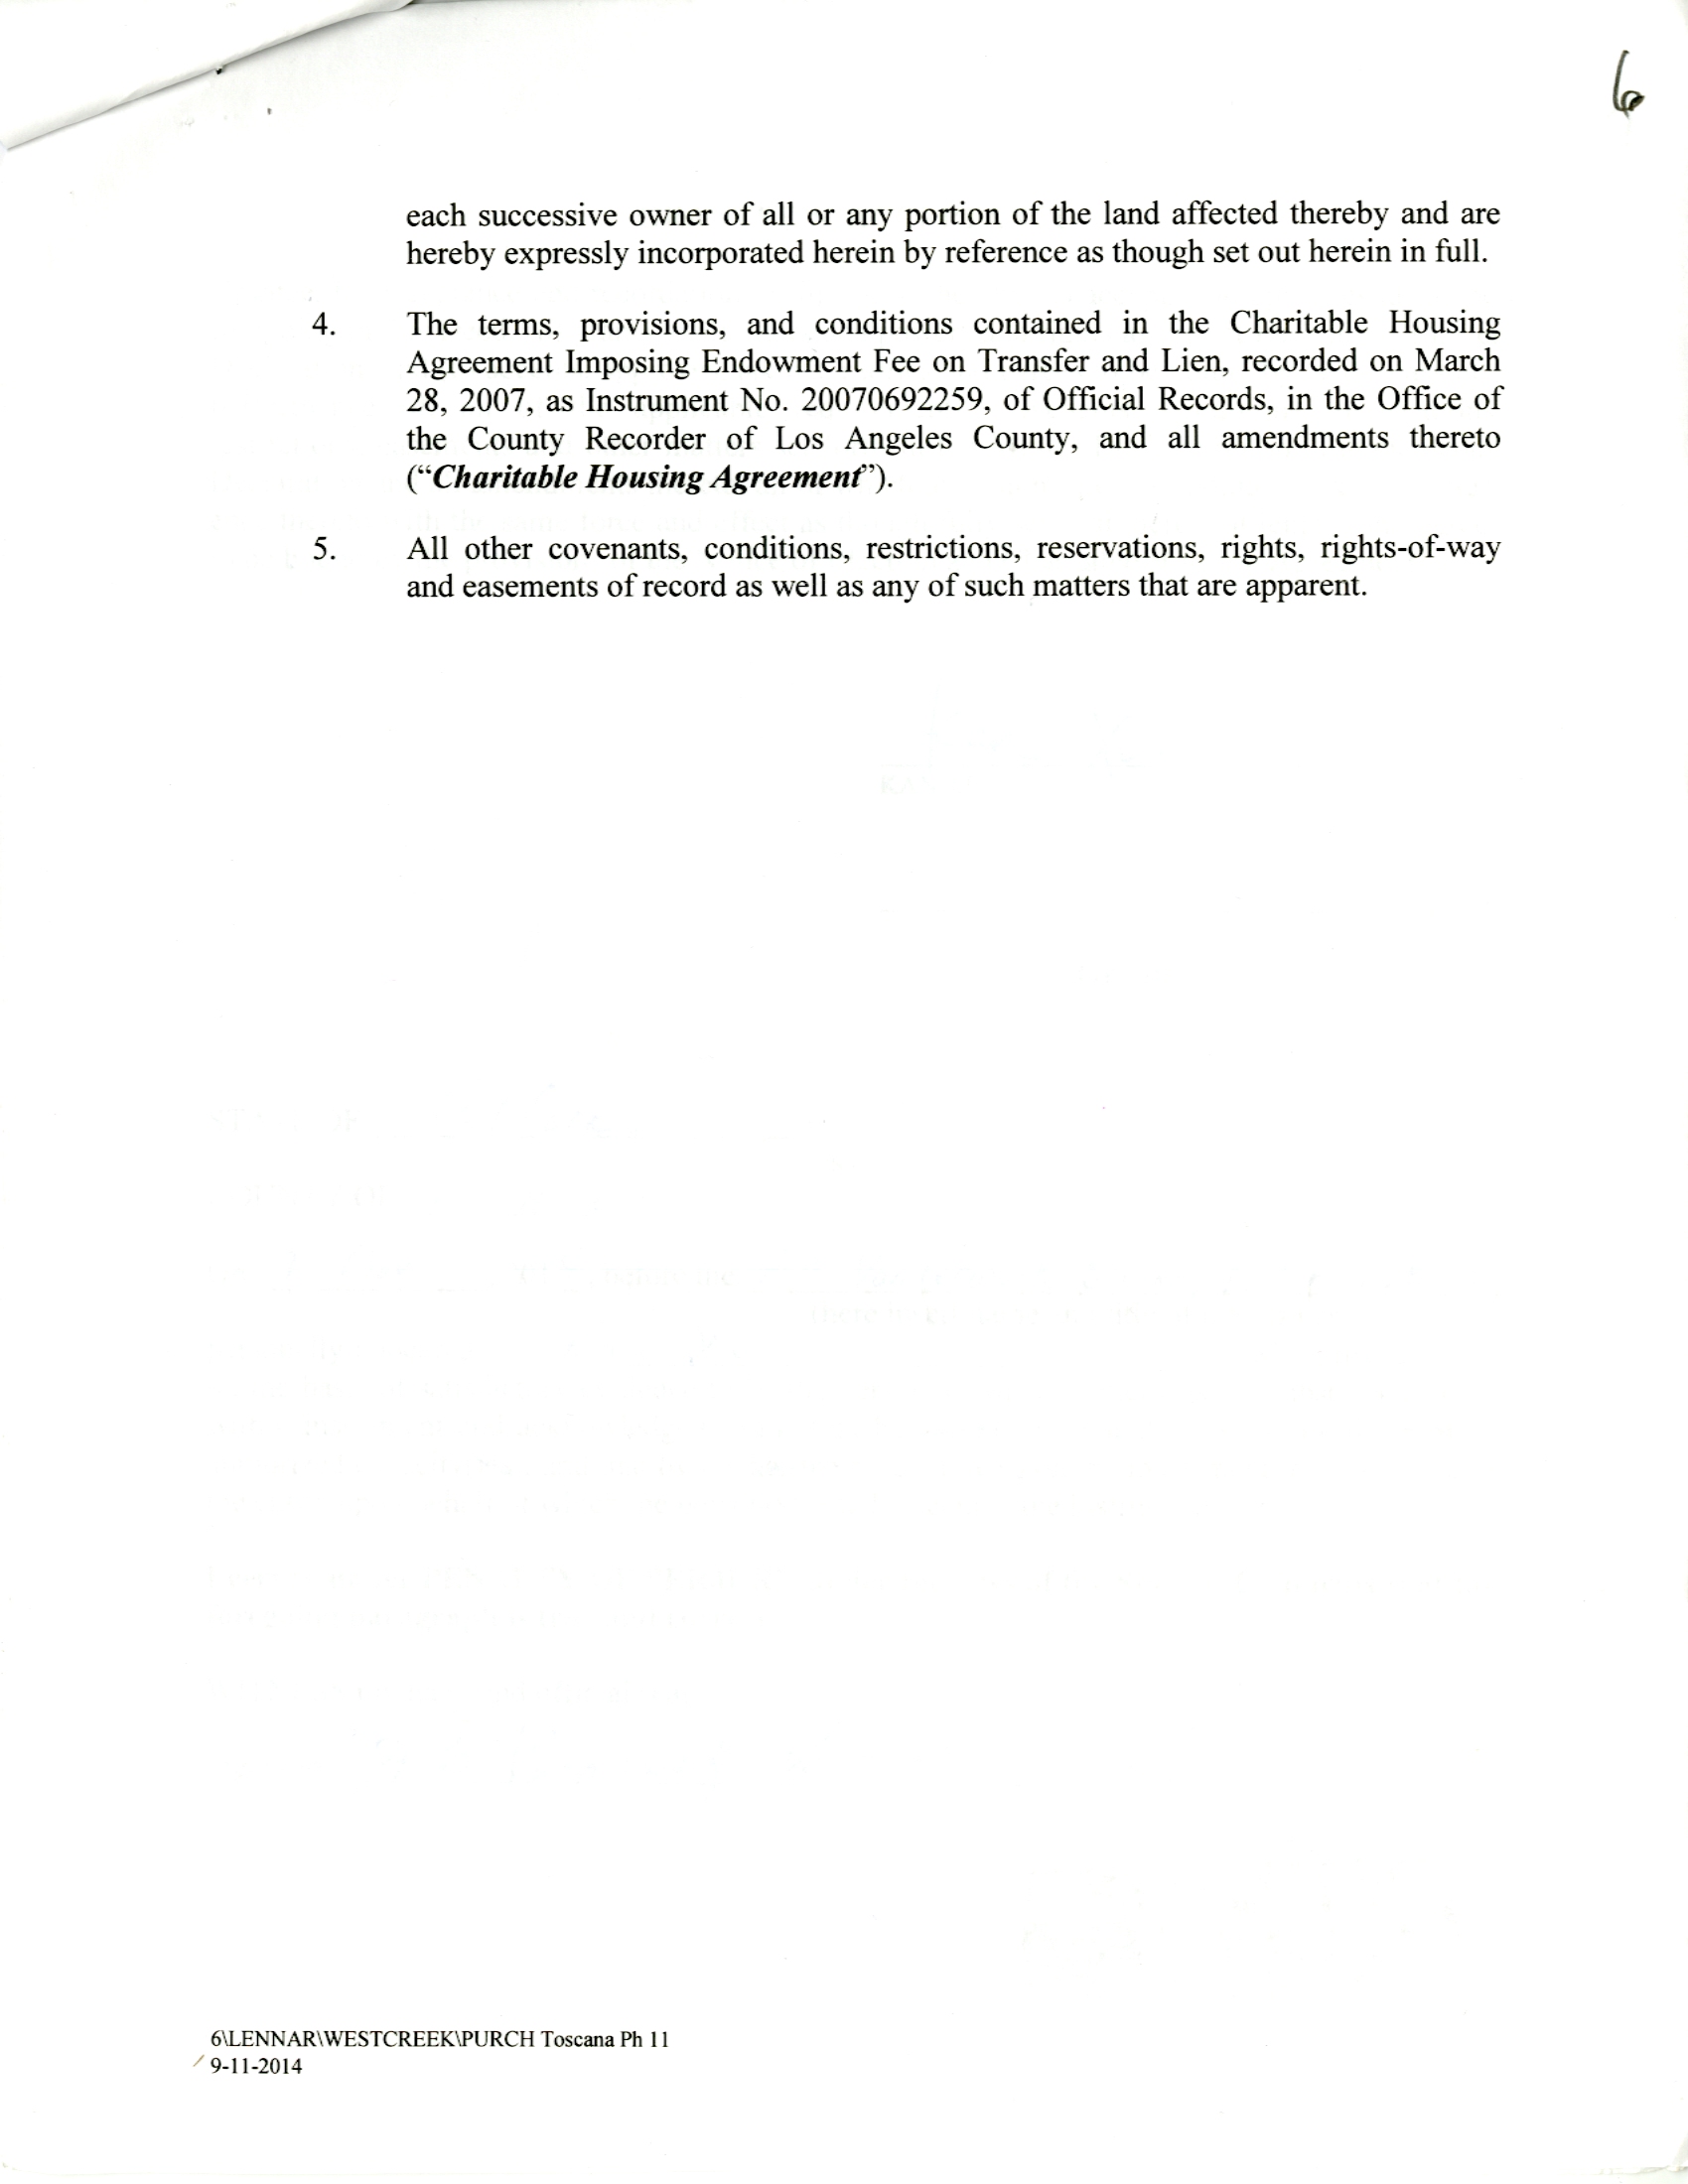 6
each successive owner of all or any portion of the land affected thereby and are
hereby expressly incorporated herein by reference as though set out herein in full.
4. The terms, provisions, and conditions contained in the Charitable Housing
Agreement Imposing Endowment Fee on Transfer and Lien, recorded on March
28, 2007, as Instrument No. 20070692259, of Official Records, in the Office of
the County Recorder of Los Angeles County, and all amendments thereto
(“Charitable Housing Agreement”).
5. All other covenants, conditions, restrictions, reservations, rights, rights-of-way
and easements of record as well as any of such matters that are apparent.
6\LENNAR\WESTCREEK\PURCH Toscana Ph 11
9-11-2014